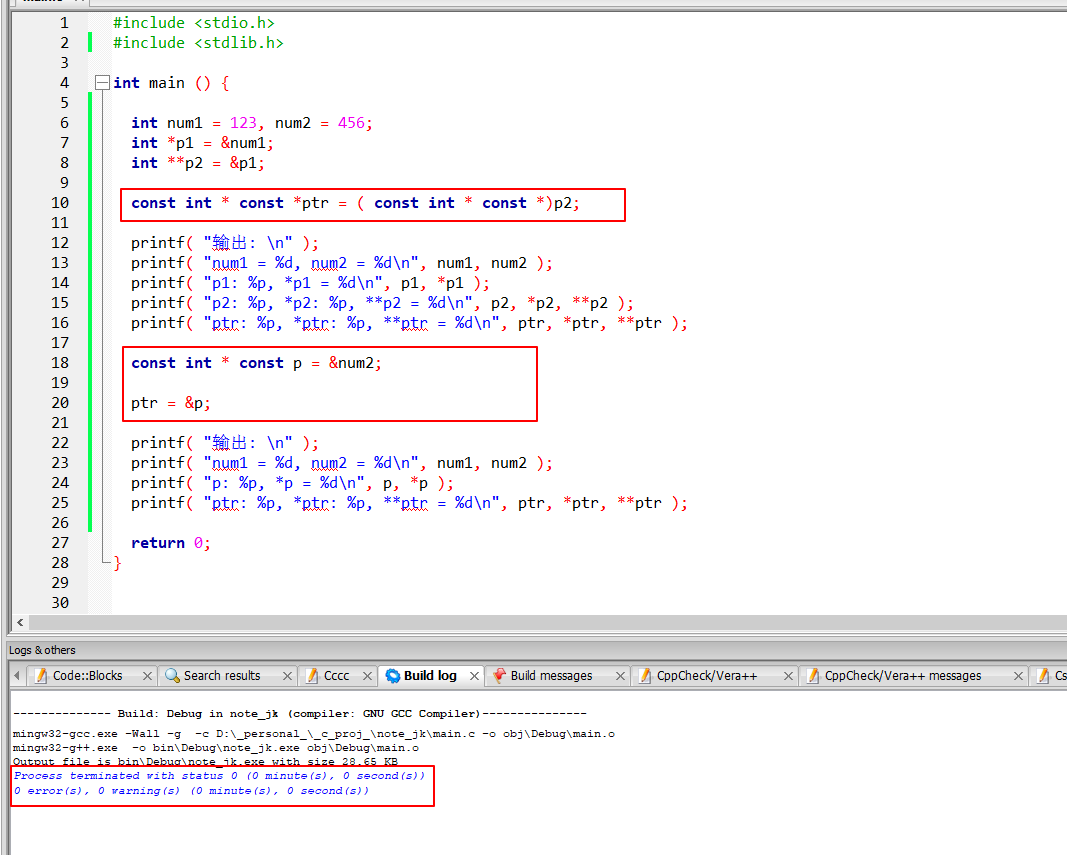 1 #include <stdio.h>
2 #include <stdlib.h>
3
4 int main () {
5
6 int num1 = 123, num2 = 456;
7 int *p1 = &num1;
8 int **p2 = &p1;
9
10 const int * const *ptr = ( const int * const *)p2;
11
12 printf( "输出: \n" );
13 printf( "num1 = %d, num2 = %d\n", num1, num2 );
14 printf( "p1: %p, *p1 = %d\n", p1, *p1 );
15 printf( "p2: %p, *p2: %p, **p2 = %d\n", p2, *p2, **p2 );
16 printf( "ptr: %p, *ptr: %p, **ptr = %d\n", ptr, *ptr, **ptr );
17
18 const int * const p = &num2;
19
20 ptr = &p;
21
22 printf( "输出: \n" );
23 printf( "num1 = %d, num2 = %d\n", num1, num2 );
24 printf( "p: %p, *p = %d\n", p, *p );
25 printf( "ptr: %p, *ptr: %p, **ptr = %d\n", ptr, *ptr, **ptr );
26
27 return 0;
28 }
29
30
Logs & others
Code::Blocks Search results Cccc Build log Build messages CppCheck/Vera++ CppCheck/Vera++ messages Cs
-------------- Build: Debug in note_jk (compiler: GNU GCC Compiler)---------------
mingw32-gcc.exe -Wall -g -c D:\_personal_\_c_proj_\note_jk\main.c -o obj\Debug\main.o
mingw32-g++.exe -o bin\Debug\note_jk.exe obj\Debug\main.o
Output file is bin\Debug\note_jk.exe with size 28.65 KB
Process terminated with status 0 (0 minute(s), 0 second(s))
0 error(s), 0 warning(s) (0 minute(s), 0 second(s))